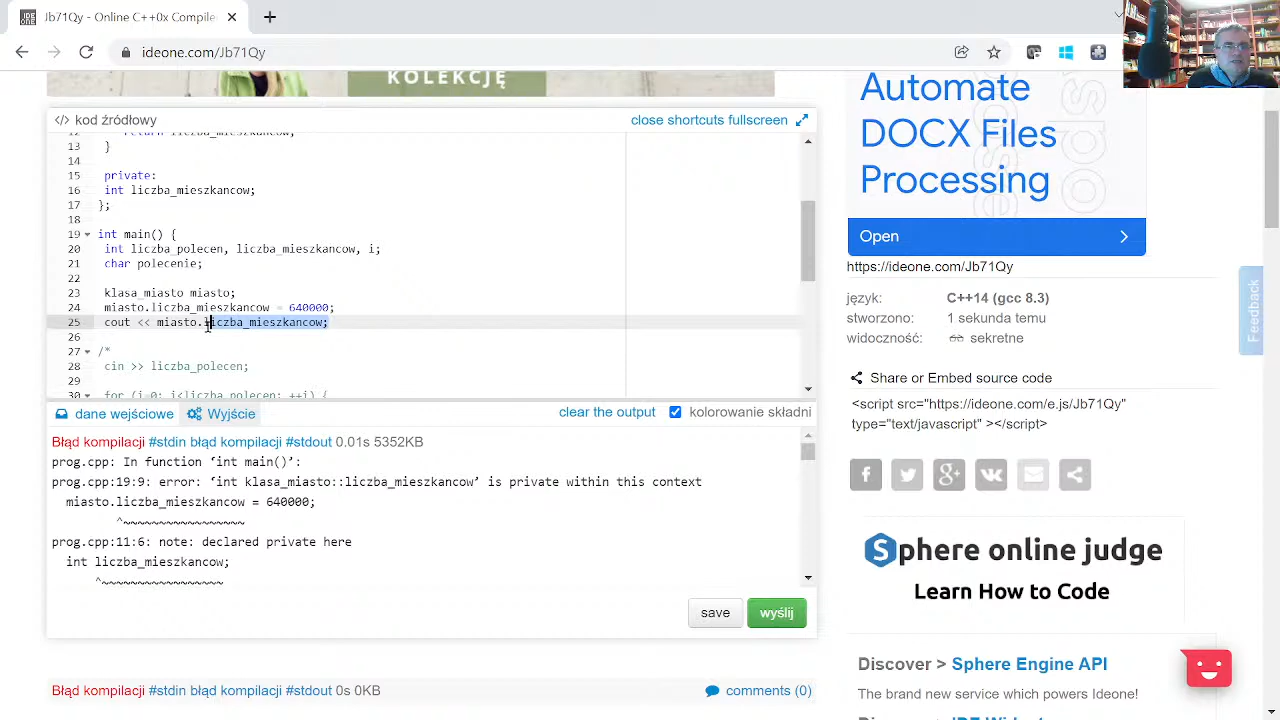 Jb71Qy - Online C++0x Compile
ideone.com/Jb71Qy
KOLEKCJĘ
kod źródłowy
close shortcuts fullscreen
12 return liczba_mieszkancow;
13 }
14
15 private:
16 int liczba_mieszkancow;
17 };
18
19 int main() {
20 int liczba_polecen, liczba_mieszkancow, i;
21 char polecenie;
22
23 klasa_miasto miasto;
24 miasto.liczba_mieszkancow = 640000;
25 cout << miasto.liczba_mieszkancow;
26
27 /*
28 cin >> liczba_polecen;
29
30 for (i=0; i<liczba_polecen; ++i) {
dane wejściowe Wyjście
clear the output kolorowanie składni
Błąd kompilacji #stdin błąd kompilacji #stdout 0.01s 5352KB
prog.cpp: In function ‘int main()’:
prog.cpp:19:9: error: ‘int klasa_miasto::liczba_mieszkancow’ is private within this context
miasto.liczba_mieszkancow = 640000;
^~~~~~~~~~~~~~~~~~
prog.cpp:11:6: note: declared private here
int liczba_mieszkancow;
^~~~~~~~~~~~~~~~~~
save wyślij
Błąd kompilacji #stdin błąd kompilacji #stdout 0s 0KB
comments (0)
Automate
DOCX Files
Processing
Open
https://ideone.com/Jb71Qy
język: C++14 (gcc 8.3)
stworzono: 1 sekunda temu
widoczność: sekretne
Share or Embed source code
<script src="https://ideone.com/e.js/Jb71Qy"
type="text/javascript" ></script>
Sphere online judge
Learn How to Code
Discover > Sphere Engine API
The brand new service which powers Ideone!
Feedback